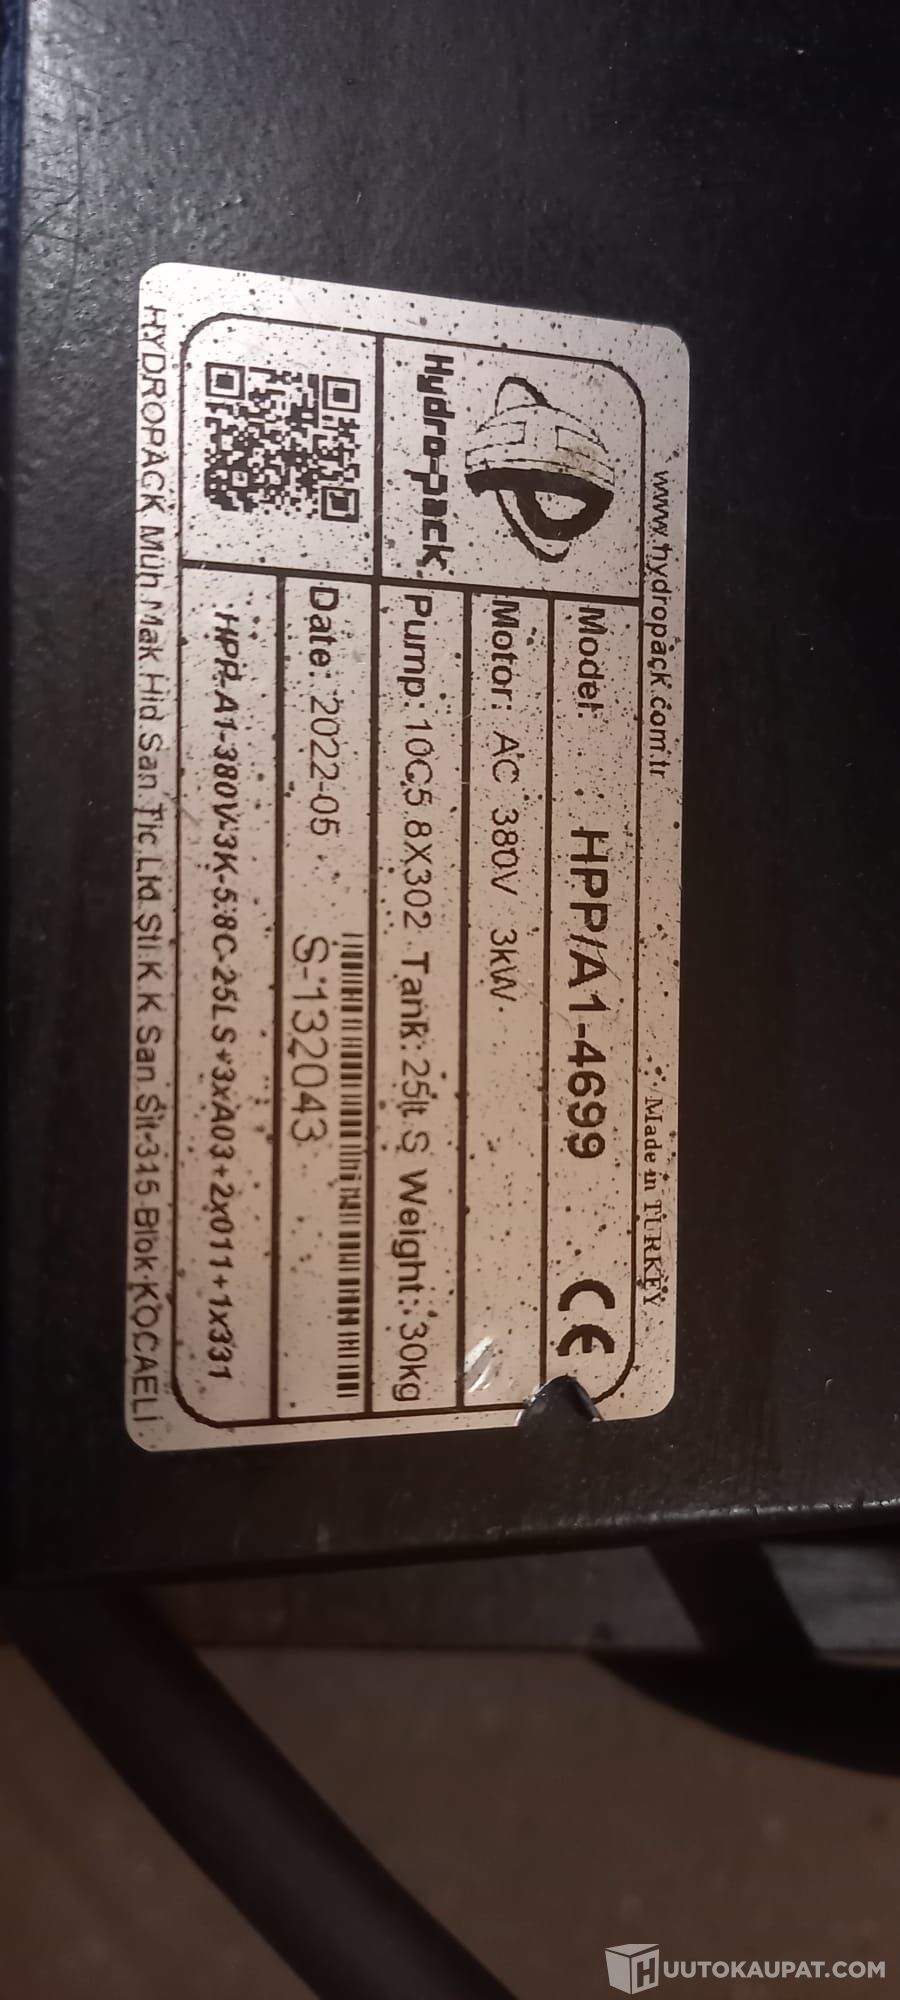 www.hydropack.com.tr Made in TURKEY
Hydro-pack
Model: HPP/A1-4699 CE
Motor: AC 380V 3kW
Pump: 10C5.8X302 Tank: 25lt S Weight: 30kg
Date: 2022-05 S-132043
HPP-A1-380V-3K-5.8C-25LS+3xA03+2x011+1x331
HYDROPACK Müh.Mak Hid.San.Tic.Ltd.Şti.K.K San.Sit-315.Blok-KOCAELİ
HUUTOKAUPAT.COM